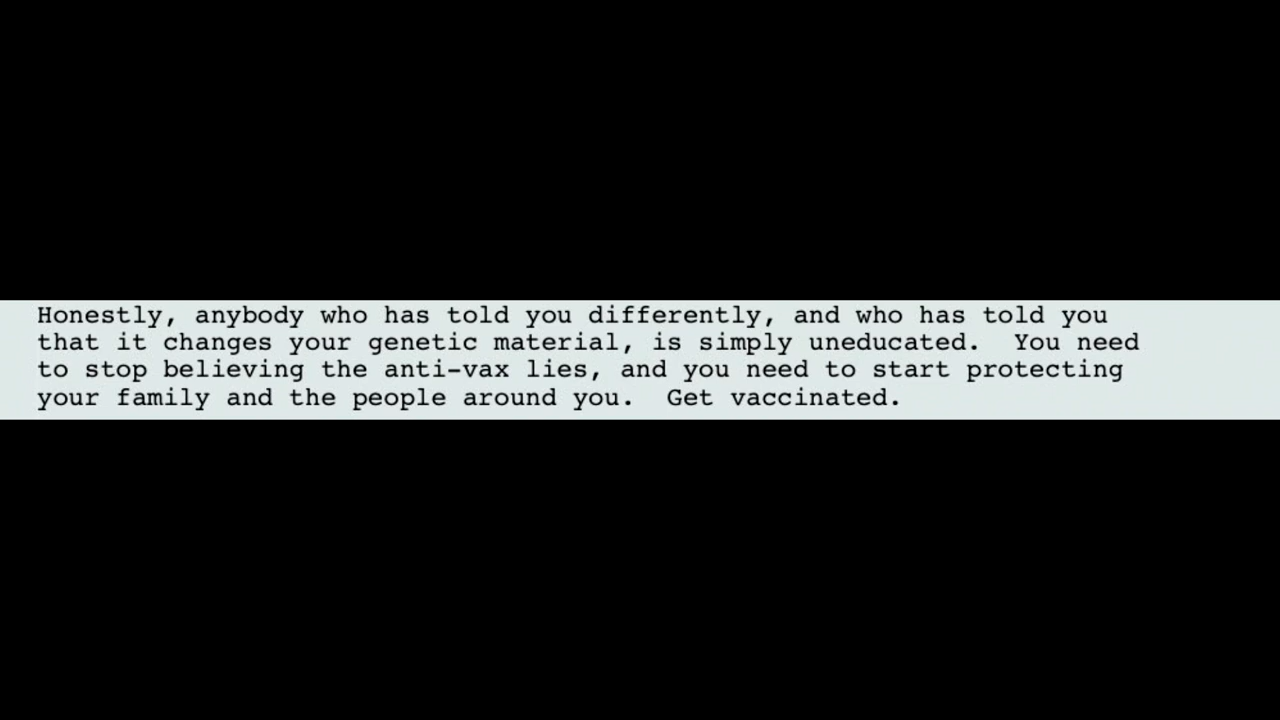 Honestly, anybody who has told you differently, and who has told you
that it changes your genetic material, is simply uneducated.  You need
to stop believing the anti-vax lies, and you need to start protecting
your family and the people around you.  Get vaccinated.